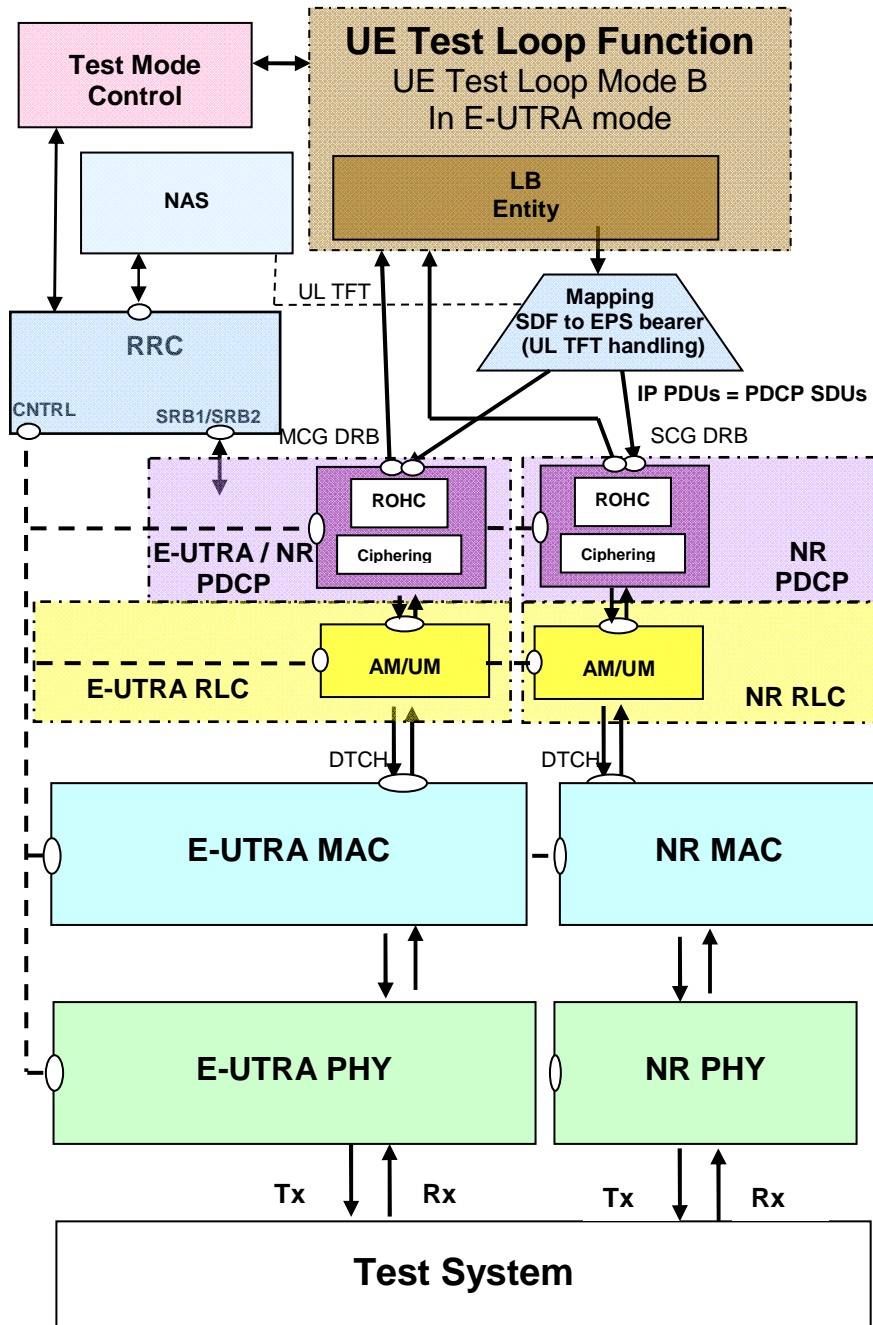 UE Test Loop Function
UE Test Loop Mode B
In E-UTRA mode
Test Mode
Control
LB
Entity
NAS
UL TFT
Mapping
SDF to EPS bearer
(UL TFT handling)
RRC
CNTRL
SRB1/SRB2
IP PDUs = PDCP SDUs
MCG DRB
SCG DRB
ROHC
Ciphering
E-UTRA / NR
PDCP
ROHC
Ciphering
NR
PDCP
AM/UM
E-UTRA RLC
AM/UM
NR RLC
DTCH
DTCH
E-UTRA MAC
NR MAC
E-UTRA PHY
NR PHY
Tx
Rx
Tx
Rx
Test System